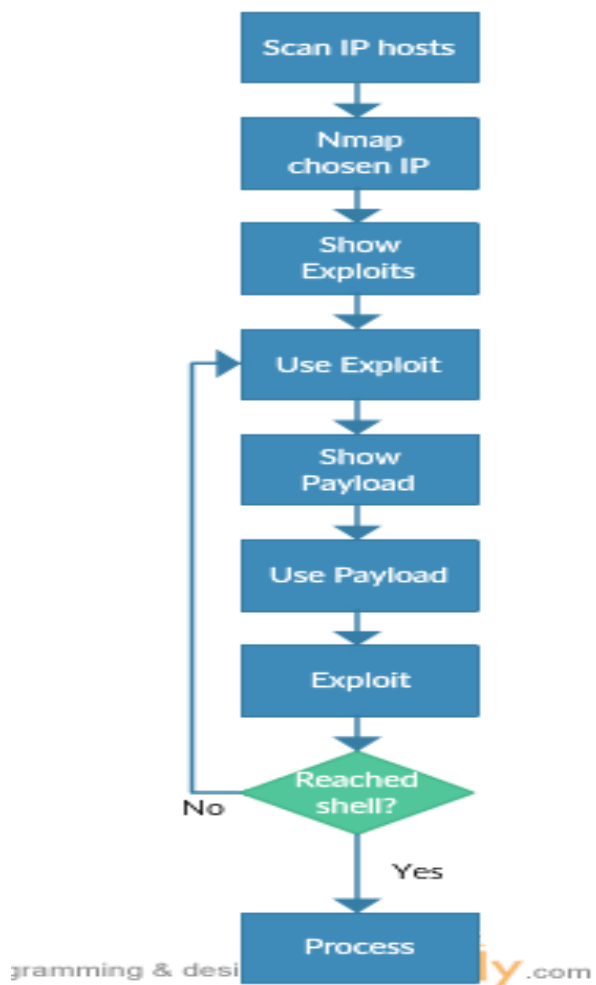 Scan IP hosts
Nmap
chosen IP
Show
Exploits
Use Exploit
Show
Payload
Use Payload
Exploit
Reached
shell?
No
Yes
Process
gramming & desi
ly.com